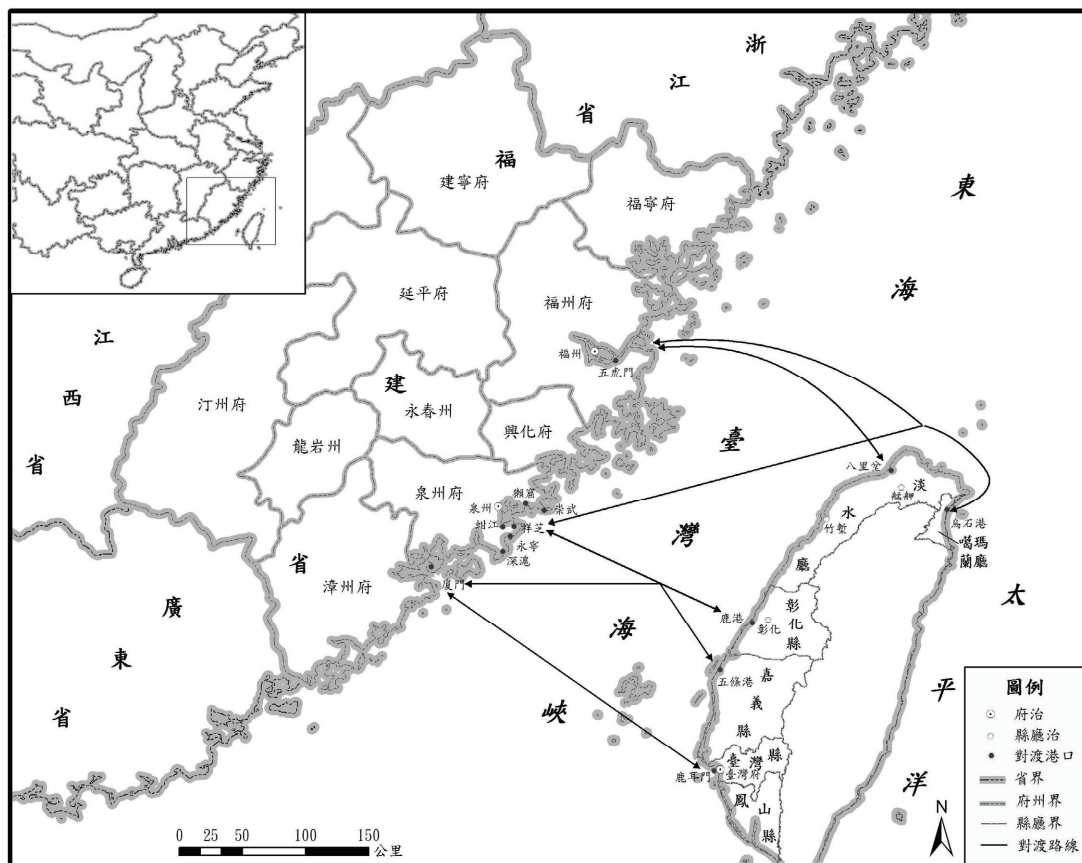 浙
江
省
福
建
省
江
西
省
廣
東
省
東
海
臺
灣
海
峽
太
平
洋
建寧府
福寧府
延平府
福州府
福州
五虎門
汀州府
永春州
龍岩州
興化府
泉州府
泉州
獺窟
崇武
蚶江
祥芝
永寧
深滬
漳州府
廈門
八里坌
淡
水
廳
艋舺
竹塹
烏石港
噶瑪
蘭廳
鹿港
彰化
彰
化
縣
五條港
嘉
義
縣
臺
灣
縣
鹿耳門
臺灣府
鳳
山
縣
圖例
府治
縣廳治
對渡港口
省界
府州界
縣廳界
對渡路線
N
0 25 50 100 150
公里